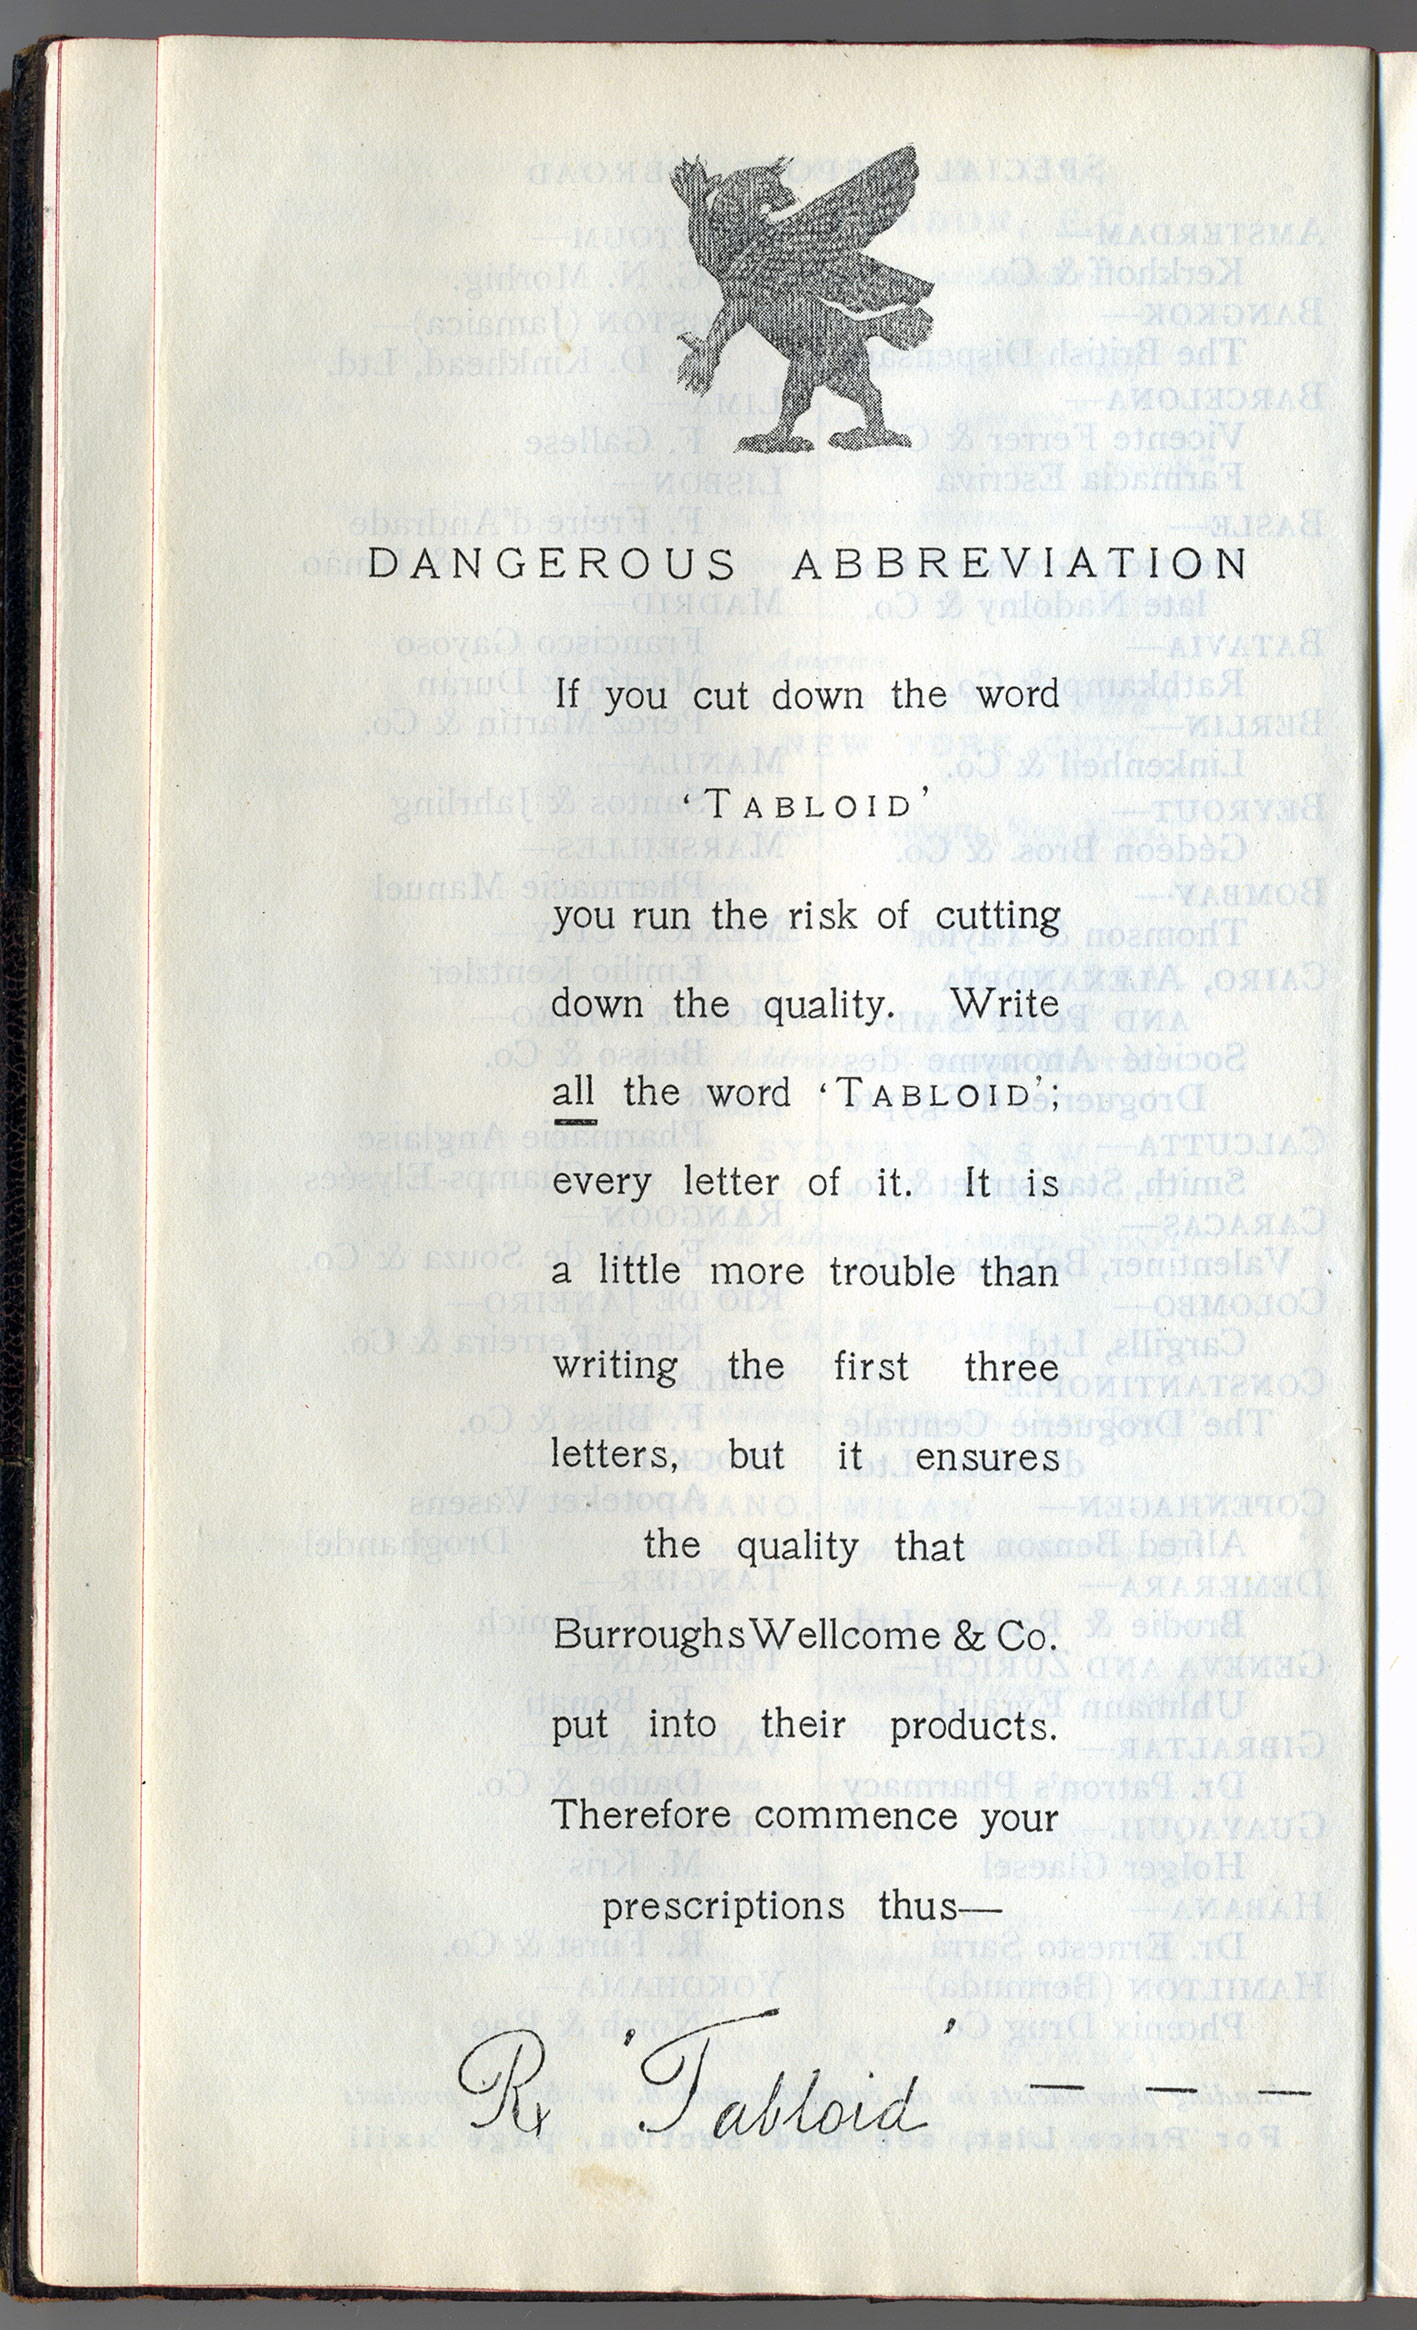 DANGEROUS ABBREVIATION
If you cut down the word
‘TABLOID’
you run the risk of cutting
down the quality. Write
all the word ‘TABLOID’;
every letter of it. It is
a little more trouble than
writing the first three
letters, but it ensures
the quality that
Burroughs Wellcome & Co.
put into their products.
Therefore commence your
prescriptions thus—
℞ ‘Tabloid’ — — —